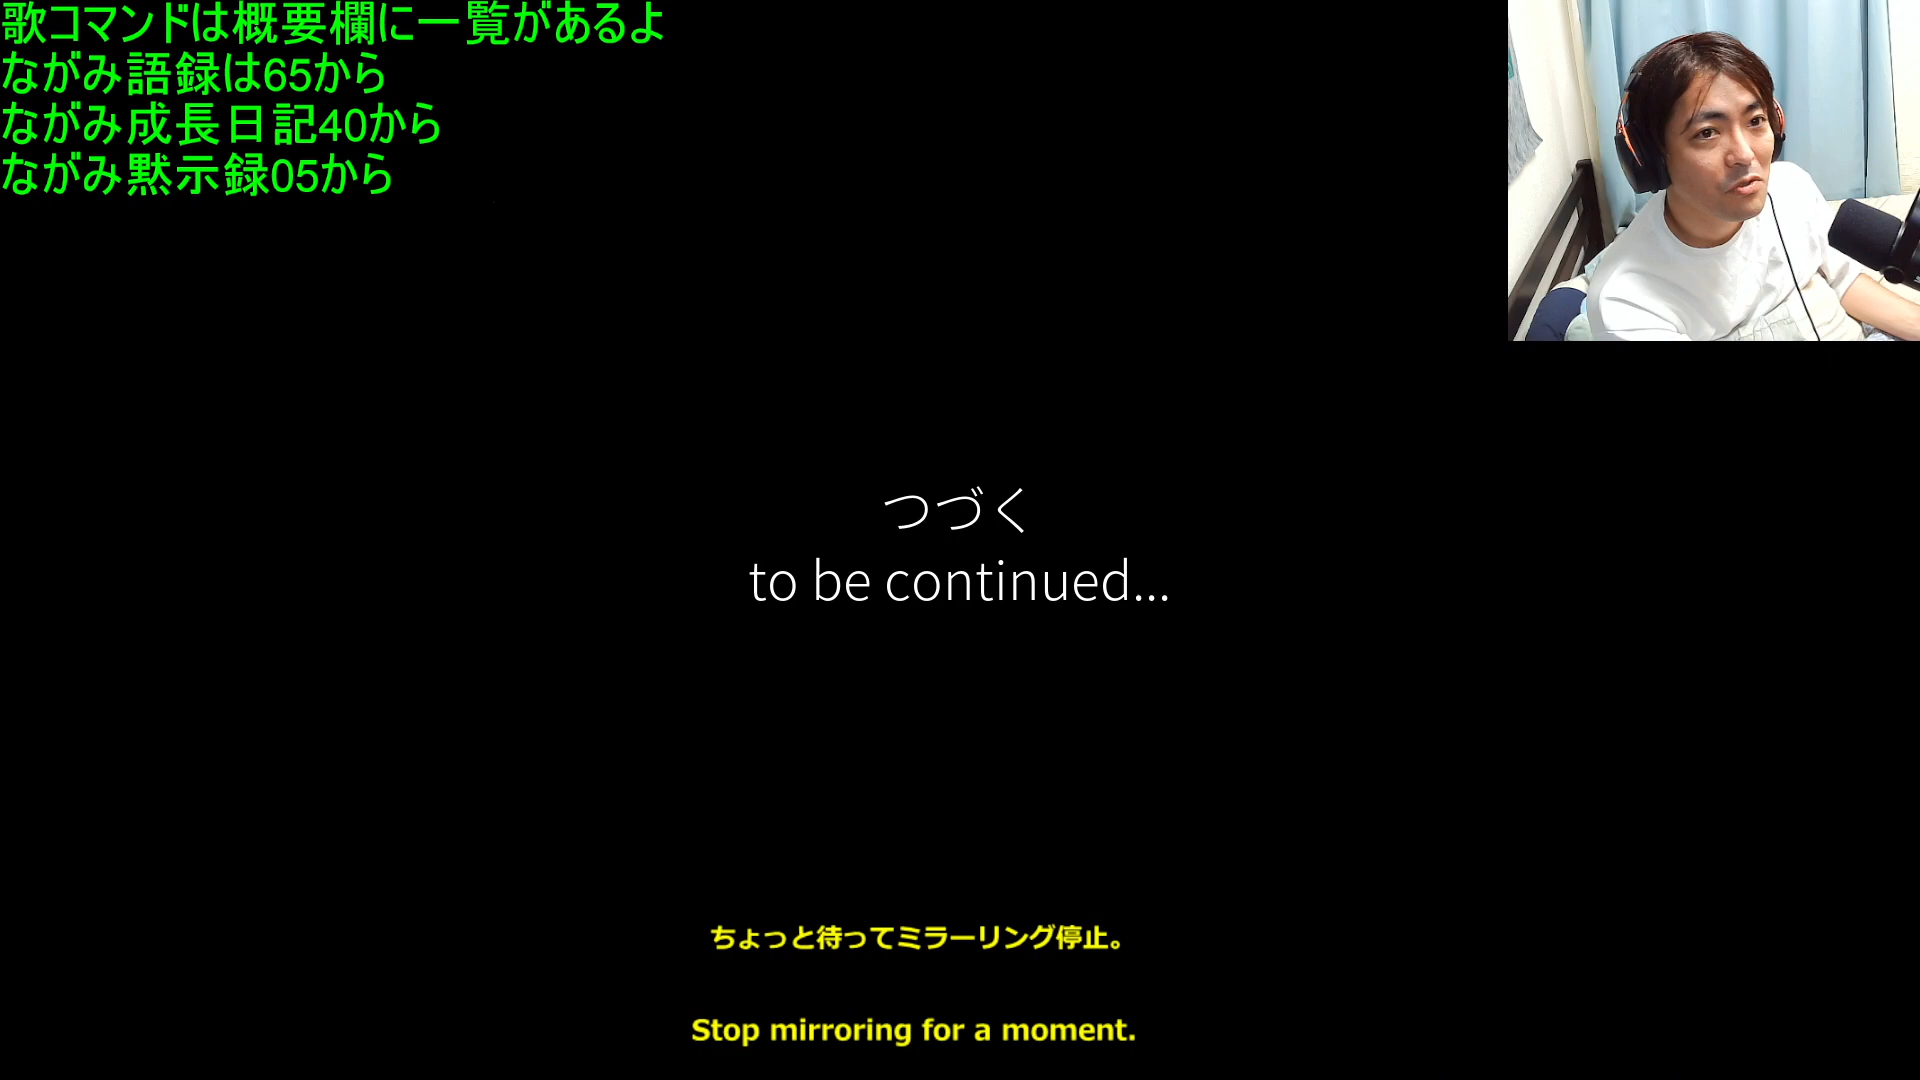 歌コマンドは概要欄に一覧があるよ
ながみ語録は65から
ながみ成長日記40から
ながみ黙示録05から
つづく
to be continued...
ちょっと待ってミラーリング停止。
Stop mirroring for a moment.